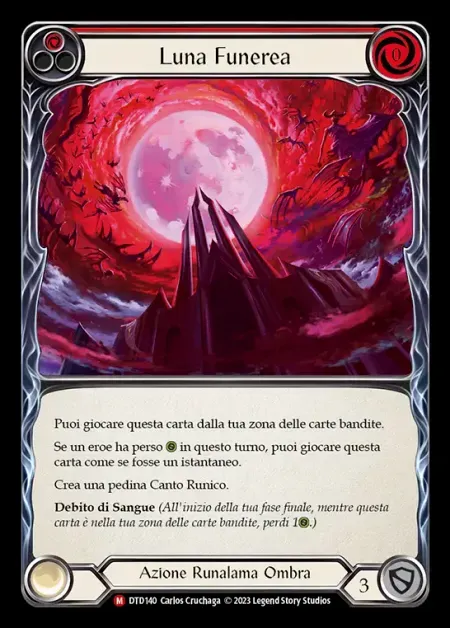 Luna Funerea
0
Puoi giocare questa carta dalla tua zona delle carte bandite.
Se un eroe ha perso in questo turno, puoi giocare questa
carta come se fosse un istantaneo.
Crea una pedina Canto Runico.
Debito di Sangue (All'inizio della tua fase finale, mentre questa
carta è nella tua zona delle carte bandite, perdi 1.)
Azione Runalama Ombra
3
M DTD140 Carlos Cruchaga © 2023 Legend Story Studios